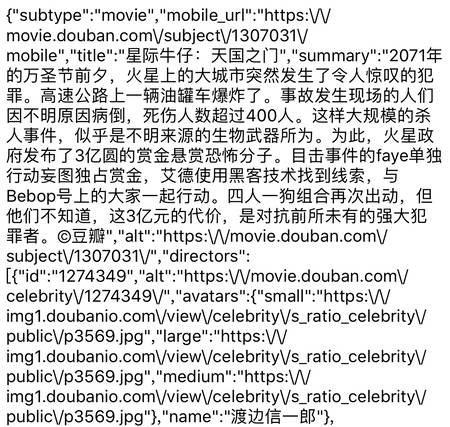 {"subtype":"movie","mobile_url":"https:\/\/
movie.douban.com\/subject\/1307031\/
mobile","title":"星际牛仔：天国之门","summary":"2071年
的万圣节前夕，火星上的大城市突然发生了令人惊叹的犯
罪。高速公路上一辆油罐车爆炸了。事故发生现场的人们
因不明原因病倒，死伤人数超过400人。这样大规模的杀
人事件，似乎是不明来源的生物武器所为。为此，火星政
府发布了3亿圆的赏金悬赏恐怖分子。目击事件的faye单独
行动妄图独占赏金，艾德使用黑客技术找到线索，与
Bebop号上的大家一起行动。四人一狗组合再次出动，但
他们不知道，这3亿元的代价，是对抗前所未有的强大犯
罪者。©豆瓣","alt":"https:\/\/movie.douban.com\/
subject\/1307031\/","directors":
[{"id":"1274349","alt":"https:\/\/movie.douban.com\/
celebrity\/1274349\/","avatars":{"small":"https:\/\/
img1.doubanio.com\/view\/celebrity\/s_ratio_celebrity\/
public\/p3569.jpg","large":"https:\/\/
img1.doubanio.com\/view\/celebrity\/s_ratio_celebrity\/
public\/p3569.jpg","medium":"https:\/\/
img1.doubanio.com\/view\/celebrity\/s_ratio_celebrity\/
public\/p3569.jpg"},"name":"渡边信一郎"},